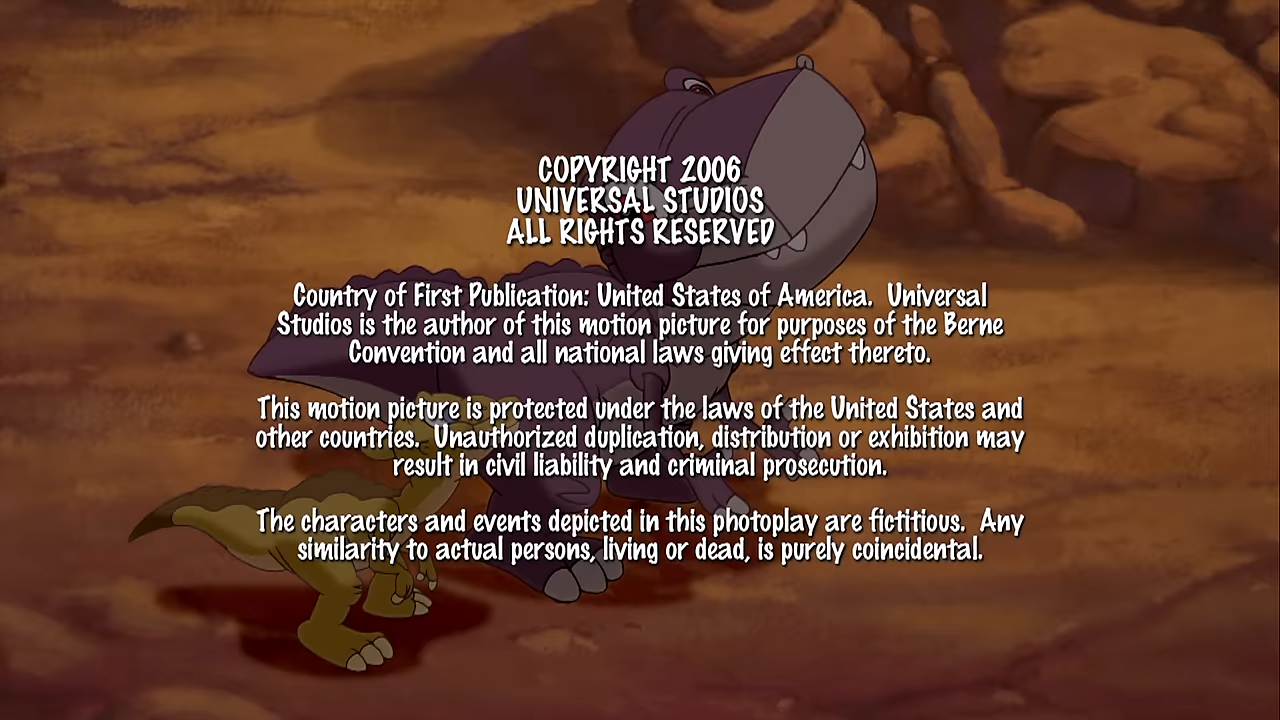 COPYRIGHT 2006
UNIVERSAL STUDIOS
ALL RIGHTS RESERVED
Country of First Publication: United States of America.  Universal
Studios is the author of this motion picture for purposes of the Berne
Convention and all national laws giving effect thereto.
This motion picture is protected under the laws of the United States and
other countries.  Unauthorized duplication, distribution or exhibition may
result in civil liability and criminal prosecution.
The characters and events depicted in this photoplay are fictitious.  Any
similarity to actual persons, living or dead, is purely coincidental.